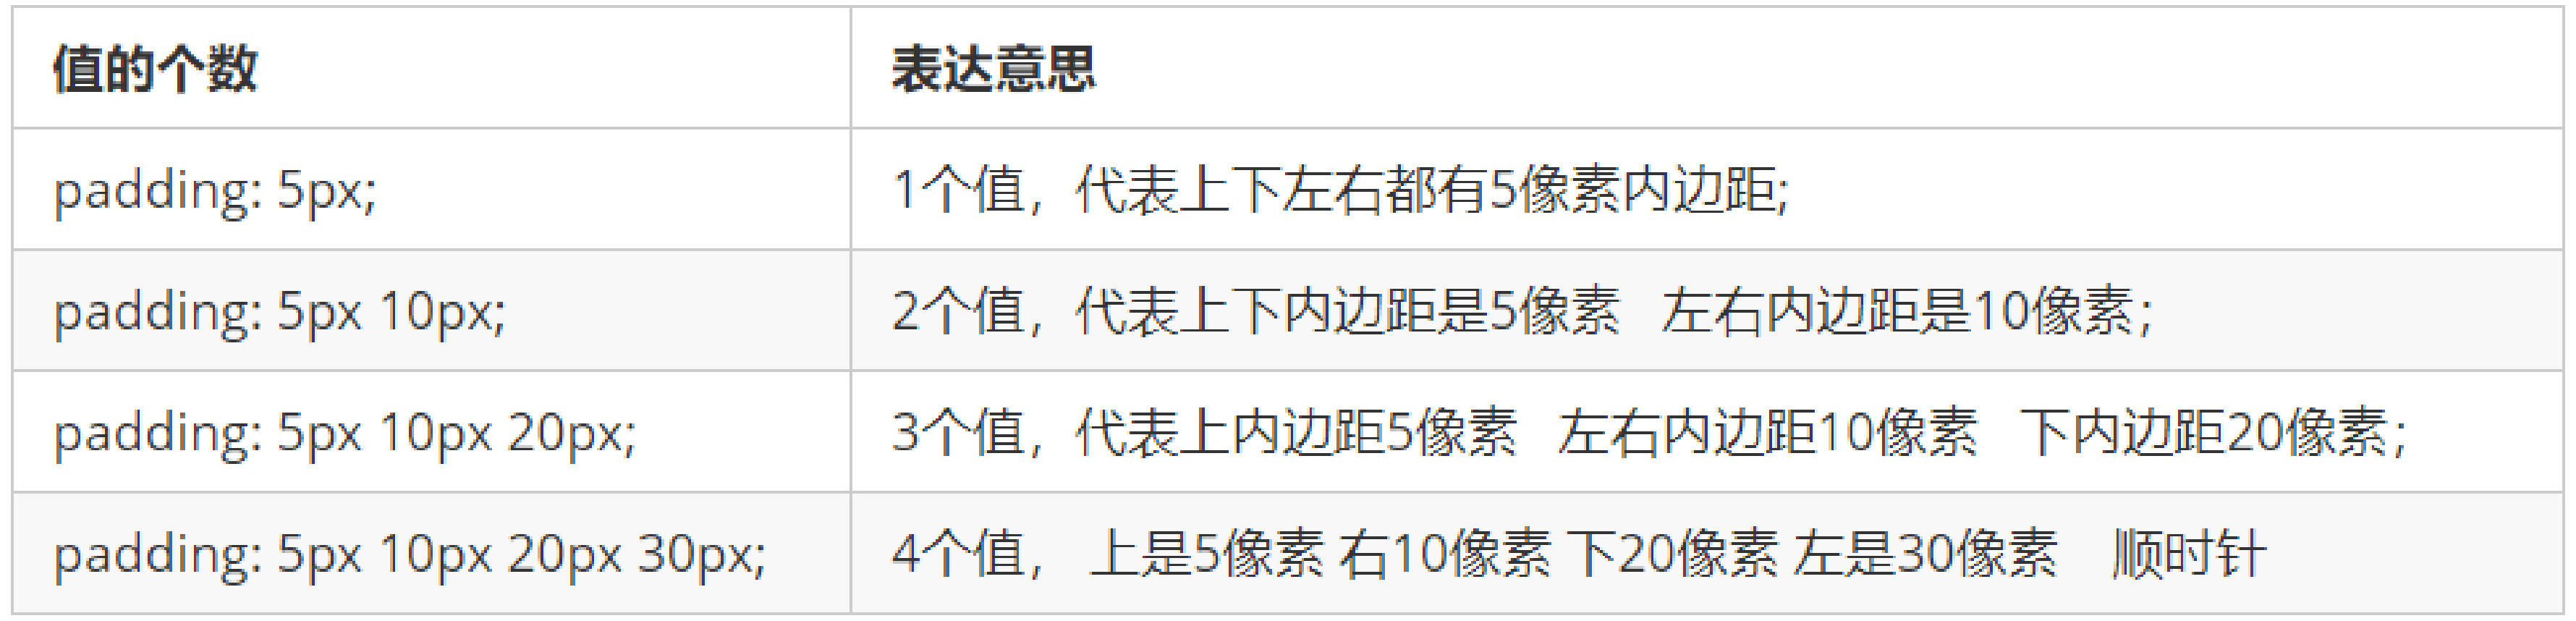 值的个数 表达意思
padding: 5px; 1个值，代表上下左右都有5像素内边距;
padding: 5px 10px; 2个值，代表上下内边距是5像素 左右内边距是10像素；
padding: 5px 10px 20px; 3个值，代表上内边距5像素 左右内边距10像素 下内边距20像素；
padding: 5px 10px 20px 30px; 4个值， 上是5像素 右10像素 下20像素 左是30像素 顺时针